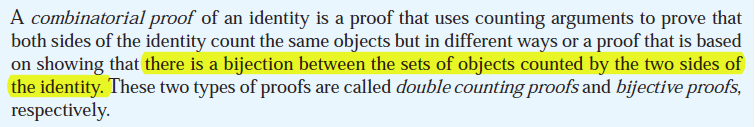 A combinatorial proof of an identity is a proof that uses counting arguments to prove that
both sides of the identity count the same objects but in different ways or a proof that is based
on showing that there is a bijection between the sets of objects counted by the two sides of
the identity. These two types of proofs are called double counting proofs and bijective proofs,
respectively.